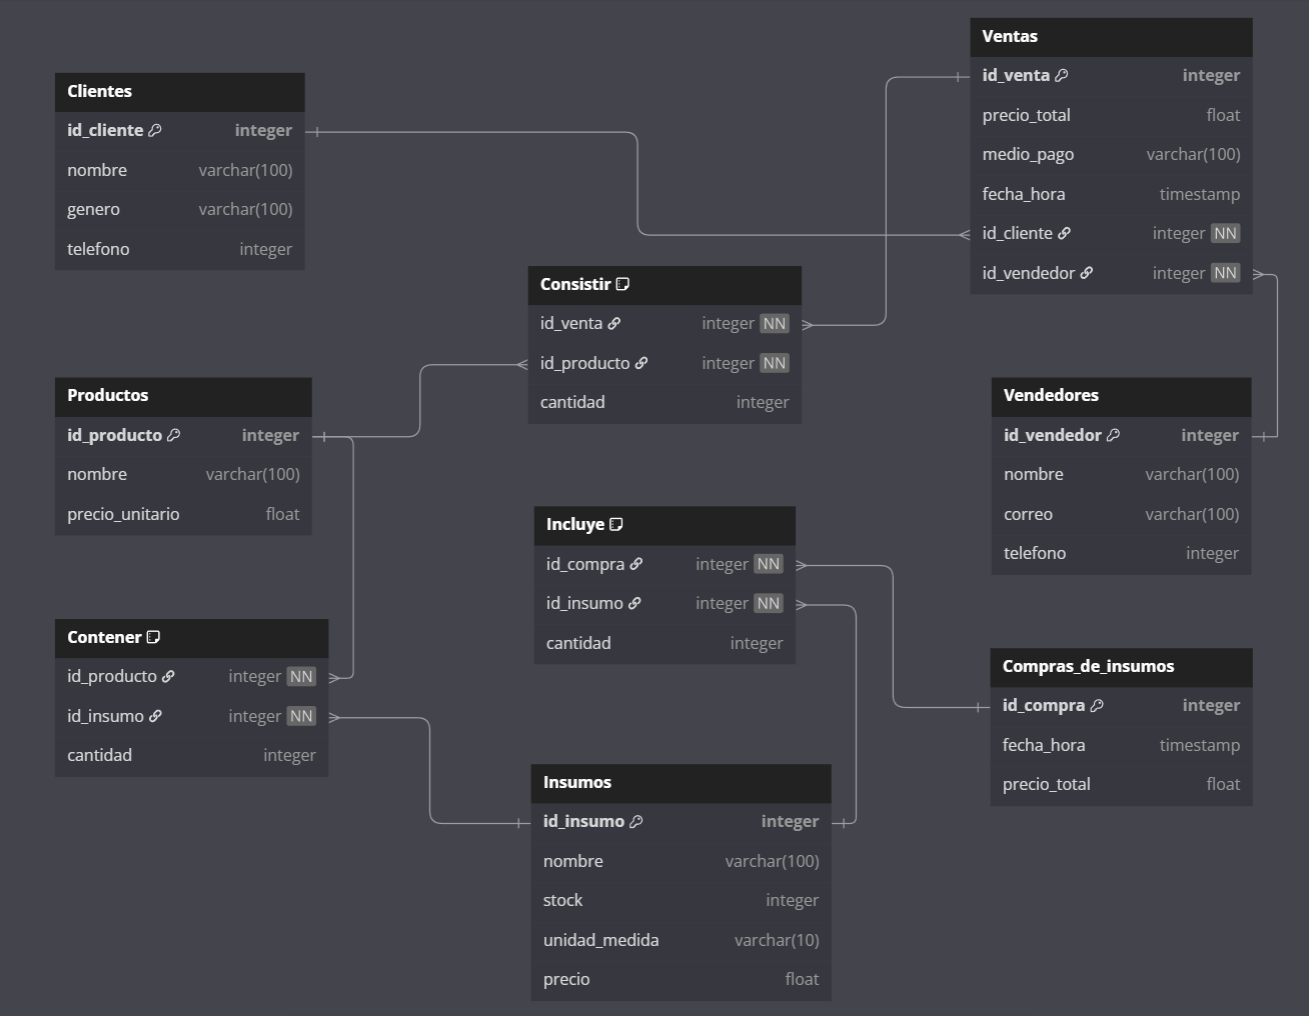 Clientes
id_cliente integer
nombre varchar(100)
genero varchar(100)
telefono integer
Ventas
id_venta integer
precio_total float
medio_pago varchar(100)
fecha_hora timestamp
id_cliente integer NN
id_vendedor integer NN
Consistir
id_venta integer NN
id_producto integer NN
cantidad integer
Productos
id_producto integer
nombre varchar(100)
precio_unitario float
Vendedores
id_vendedor integer
nombre varchar(100)
correo varchar(100)
telefono integer
Incluye
id_compra integer NN
id_insumo integer NN
cantidad integer
Contener
id_producto integer NN
id_insumo integer NN
cantidad integer
Compras_de_insumos
id_compra integer
fecha_hora timestamp
precio_total float
Insumos
id_insumo integer
nombre varchar(100)
stock integer
unidad_medida varchar(10)
precio float